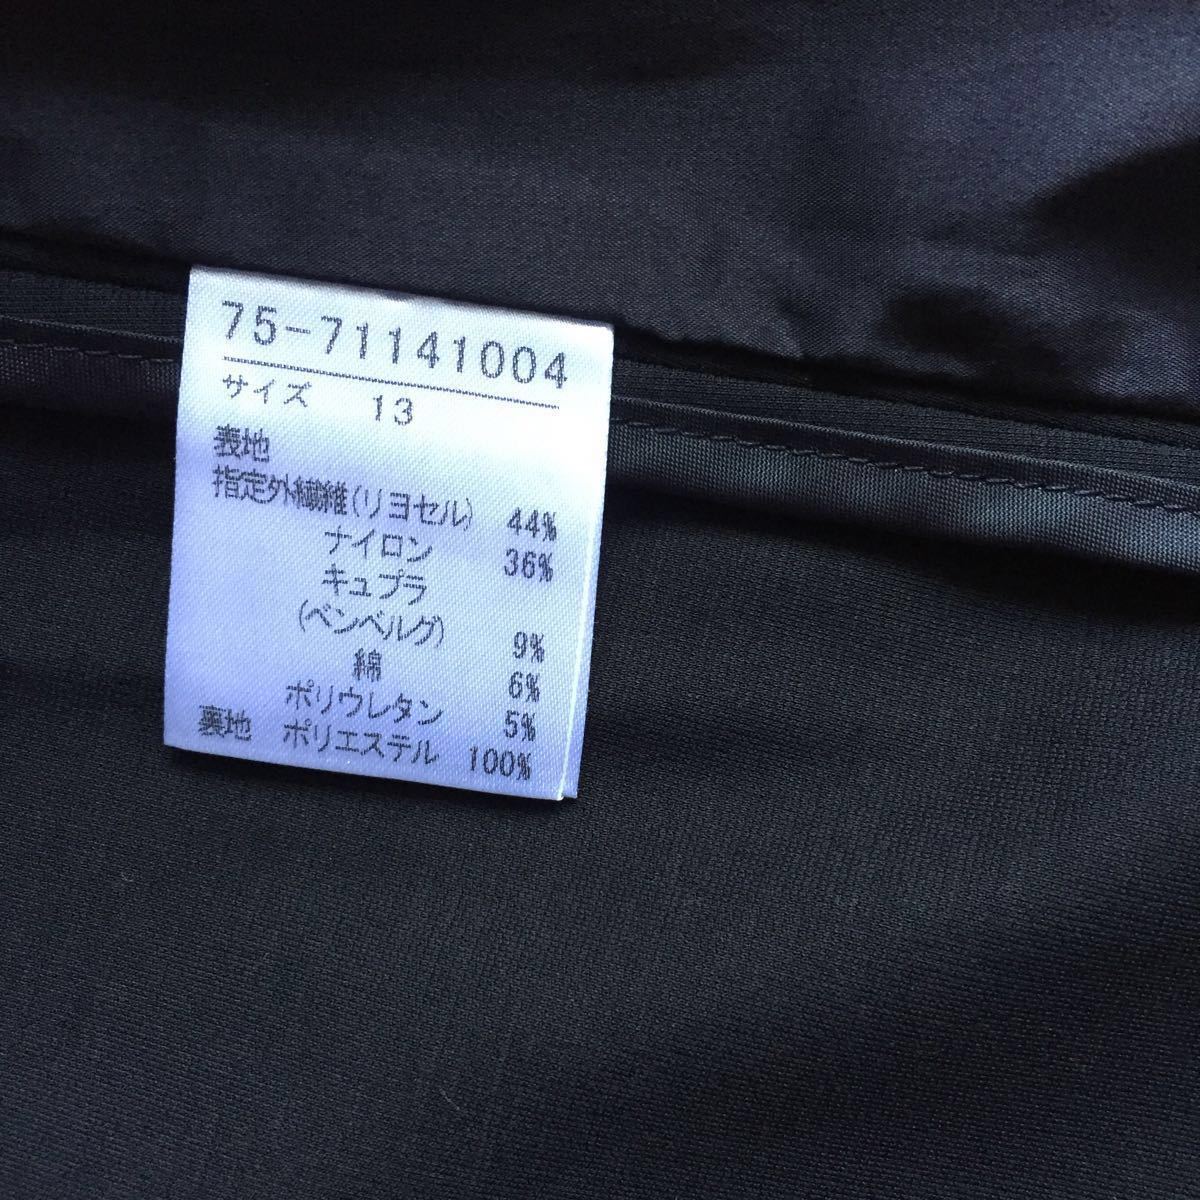 75-71141004
サイズ 13
表地
指定外繊維(リヨセル) 44%
ナイロン 36%
キュプラ
(ベンベルグ) 9%
綿 6%
ポリウレタン 5%
裏地 ポリエステル 100%